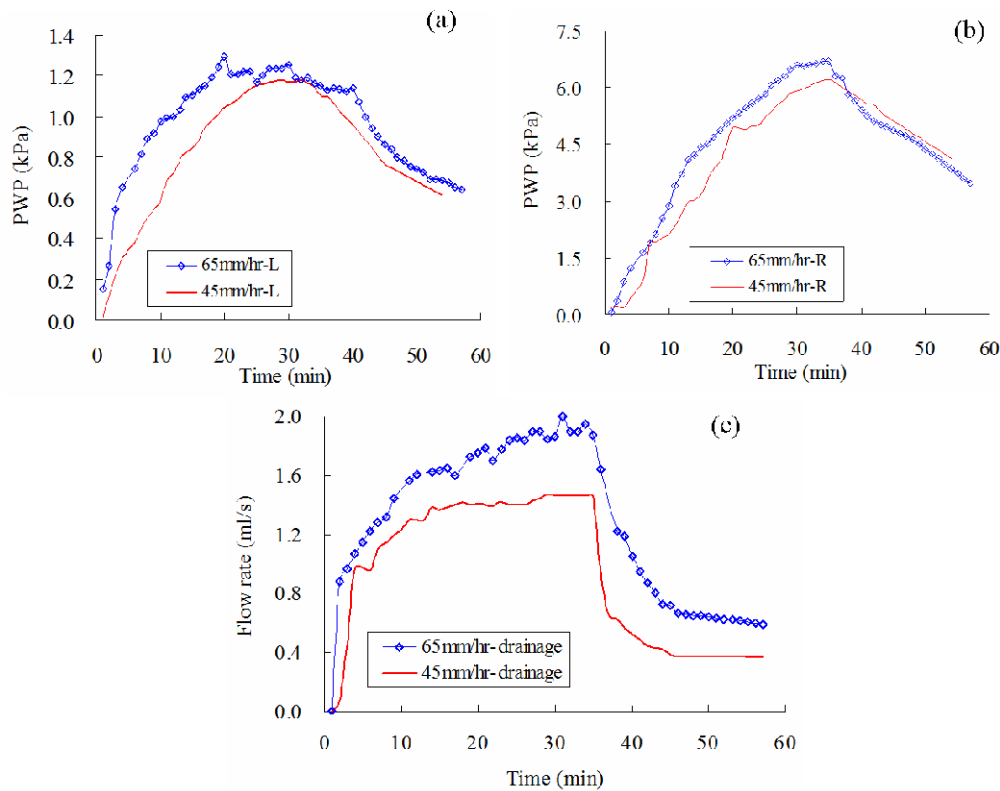 (a)
1.4
1.2
1.0
0.8
0.6
0.4
0.2
0.0
PWP (kPa)
65mm/hr-L
45mm/hr-L
0 10 20 30 40 50 60
Time (min)
(b)
7.5
6.0
4.5
3.0
1.5
0.0
PWP (kPa)
65mm/hr-R
45mm/hr-R
0 10 20 30 40 50 60
Time (min)
(c)
2.0
1.6
1.2
0.8
0.4
0.0
Flow rate (ml/s)
65mm/hr-drainage
45mm/hr-drainage
0 10 20 30 40 50 60
Time (min)